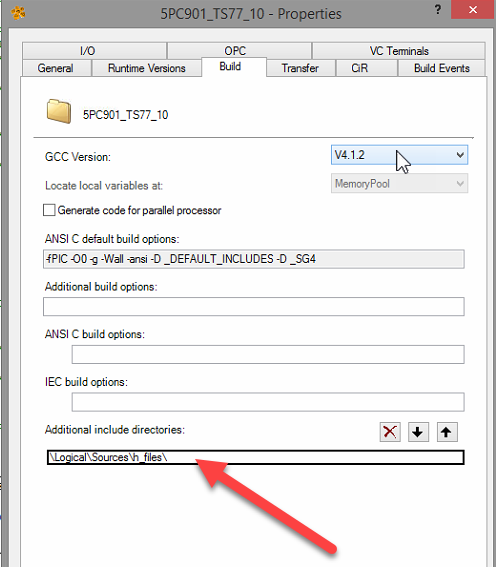 5PC901_TS77_10 - Properties
?
I/O OPC VC Terminals
General Runtime Versions Build Transfer CiR Build Events
5PC901_TS77_10
GCC Version: V4.1.2
Locate local variables at: MemoryPool
Generate code for parallel processor
ANSI C default build options:
-fPIC -O0 -g -Wall -ansi -D _DEFAULT_INCLUDES -D _SG4
Additional build options:
ANSI C build options:
IEC build options:
Additional include directories:
\Logical\Sources\h_files\